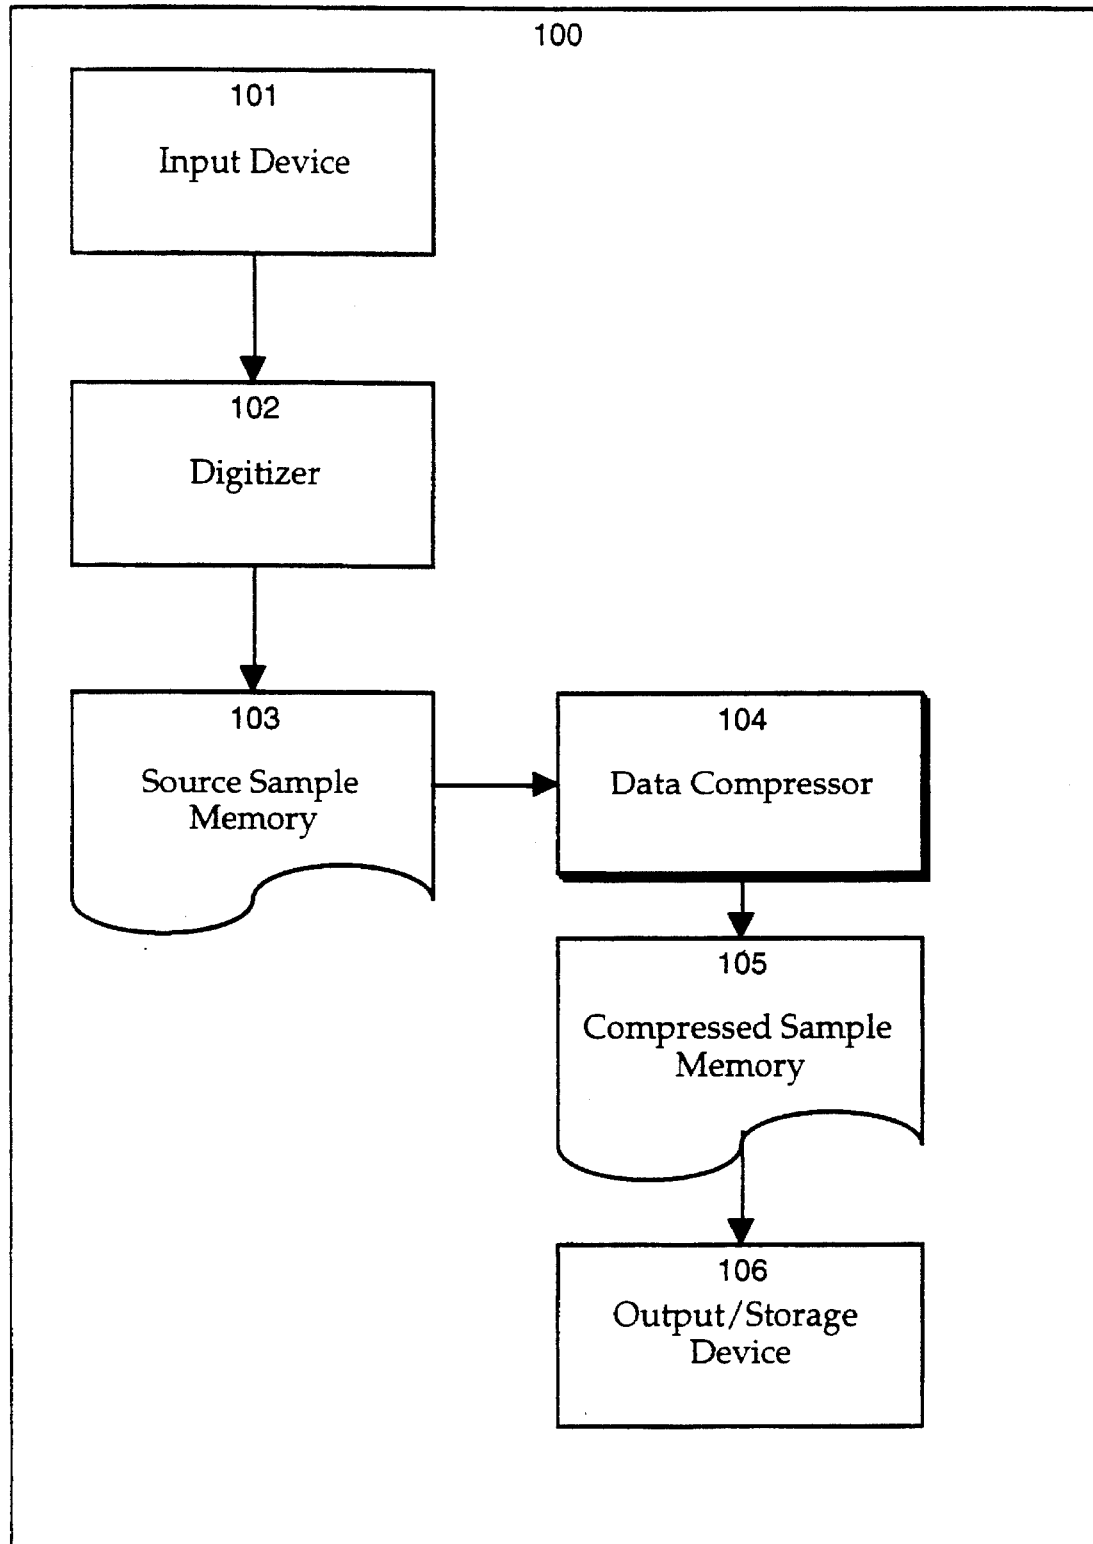 100
101
Input Device
102
Digitizer
103
Source Sample
Memory
104
Data Compressor
105
Compressed Sample
Memory
106
Output/Storage
Device